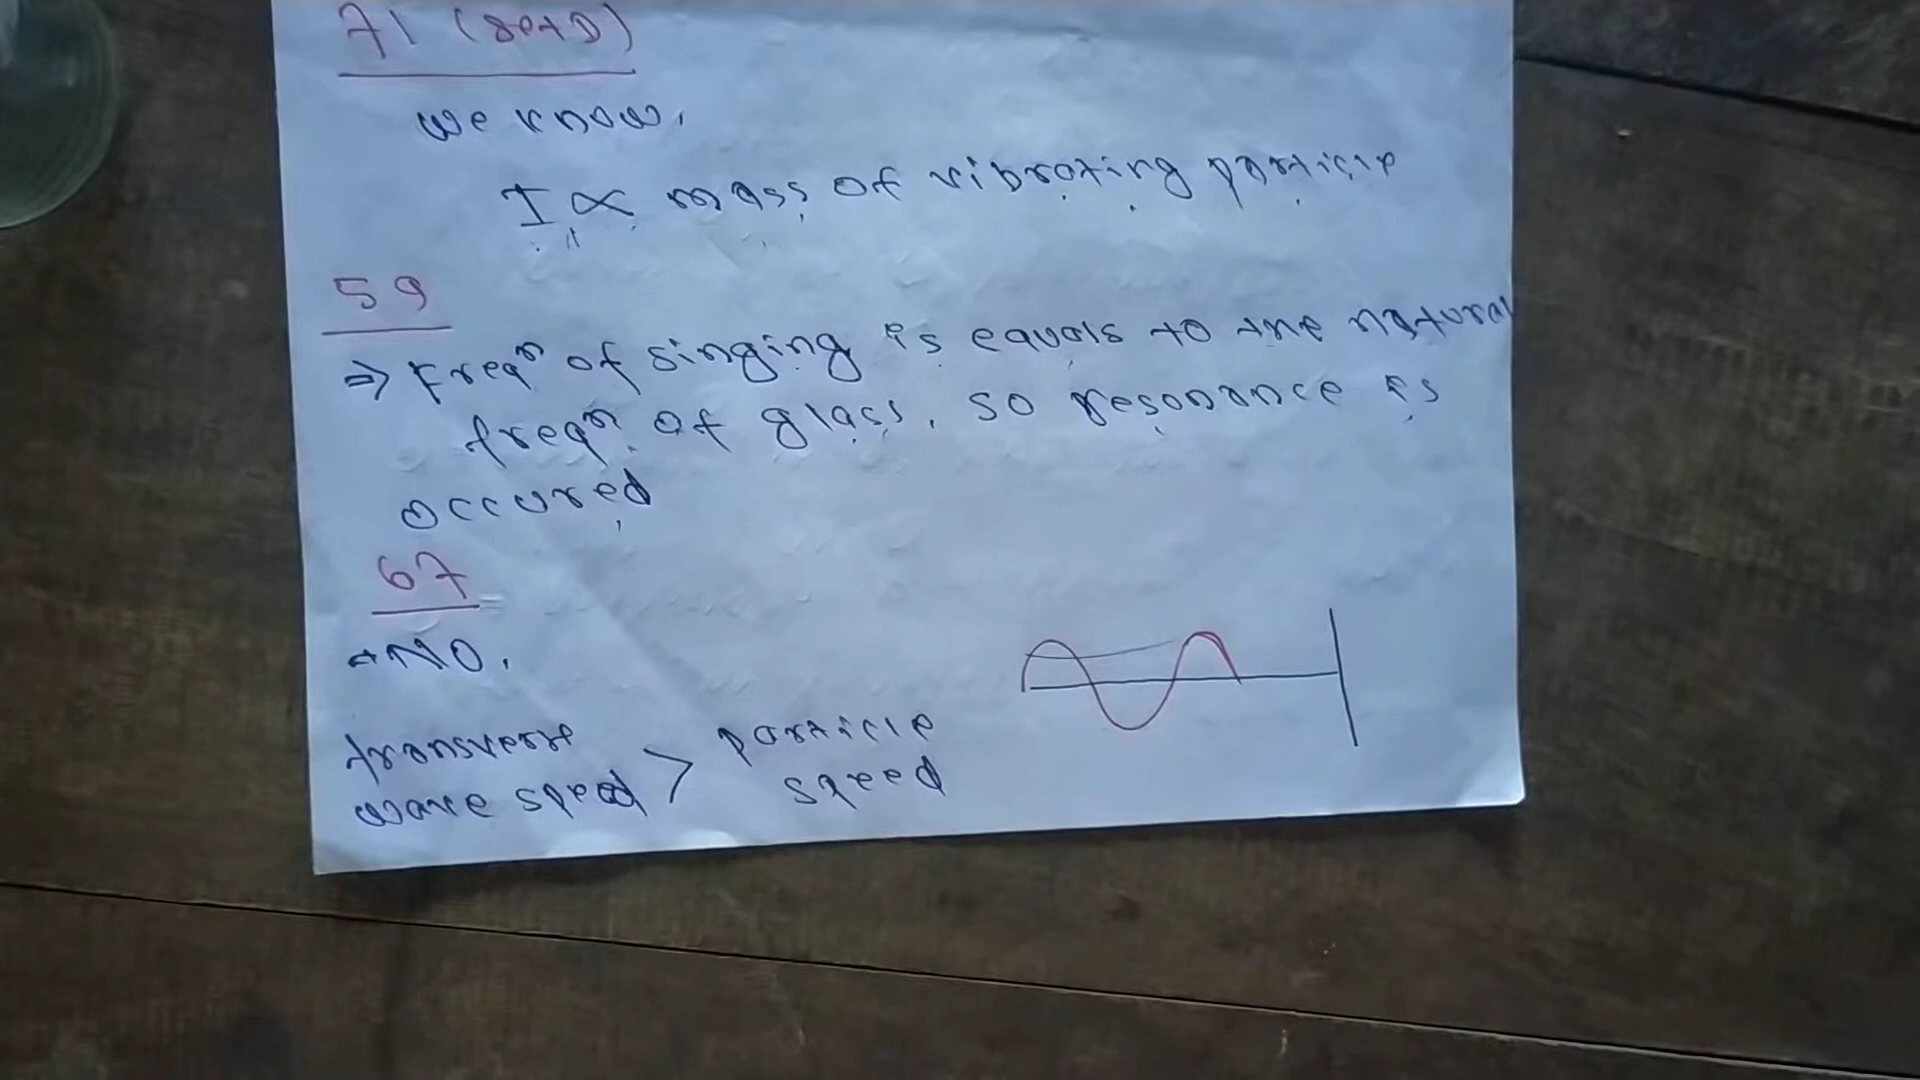 71 (set D)
we know,
I ∝ mass of vibrating particle
59
⇒ Freqⁿ of singing is equals to the natural
freqⁿ of glass. so resonance is
occured
67
→ NO.
transverse wave speed > particle speed